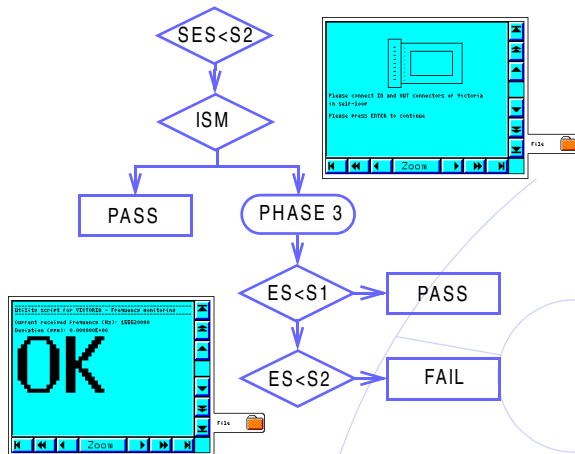 SES<S2
Please connect IN and OUT connectors of Victoria
in self-loop
Please press ENTER to continue
ISM
File
Zoom
PASS
PHASE 3
ES<S1
PASS
Utility script for VICTORIA - Frequency monitoring
Current received frequency (Hz): 155520000
Deviation (ppm): 0.000000E+00
OK
ES<S2
FAIL
File
Zoom